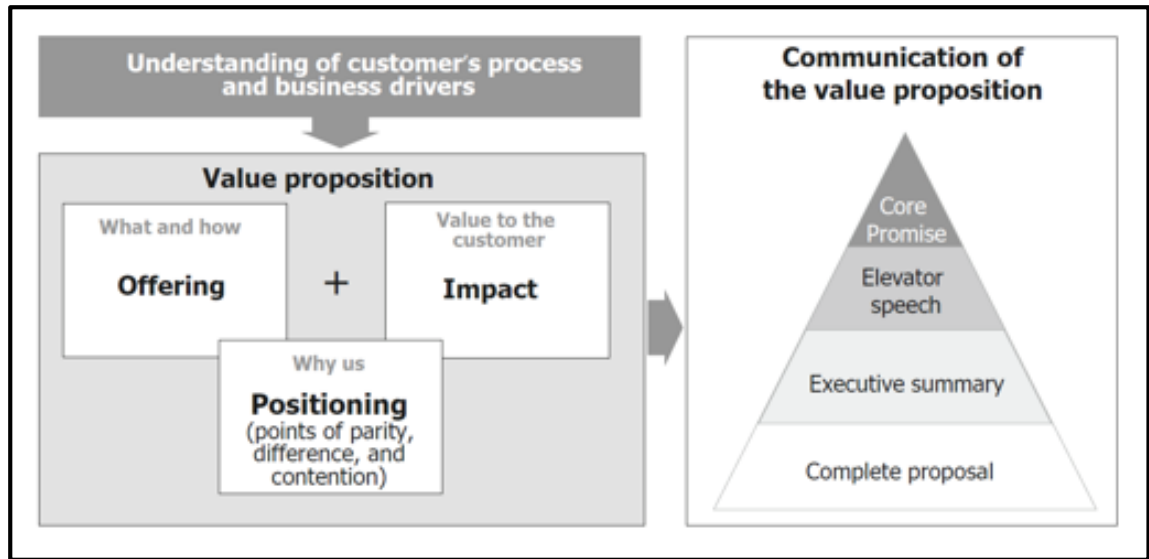 Understanding of customer's process
and business drivers
Value proposition
What and how
Offering
+
Value to the
customer
Impact
Why us
Positioning
(points of parity,
difference, and
contention)
Communication of
the value proposition
Core
Promise
Elevator
speech
Executive summary
Complete proposal